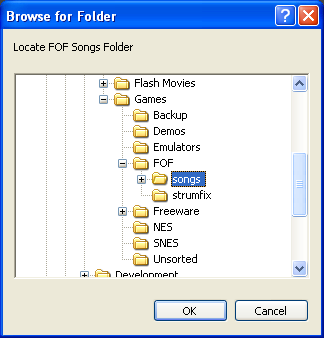 Browse for Folder
Locate FOF Songs Folder
Flash Movies
Games
Backup
Demos
Emulators
FOF
songs
strumfix
Freeware
NES
SNES
Unsorted
Development
OK
Cancel